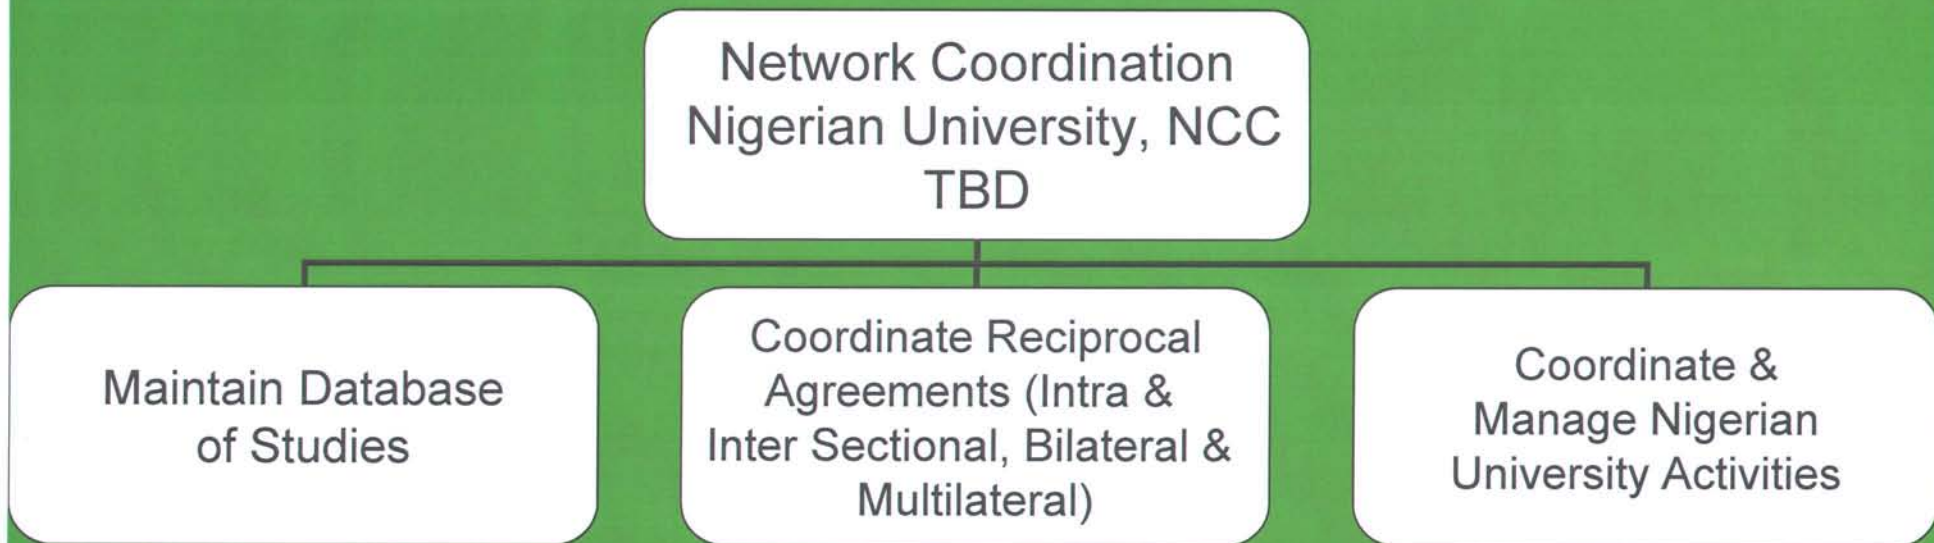 Network Coordination
Nigerian University, NCC
TBD
Maintain Database
of Studies
Coordinate Reciprocal
Agreements (Intra &
Inter Sectional, Bilateral &
Multilateral)
Coordinate &
Manage Nigerian
University Activities